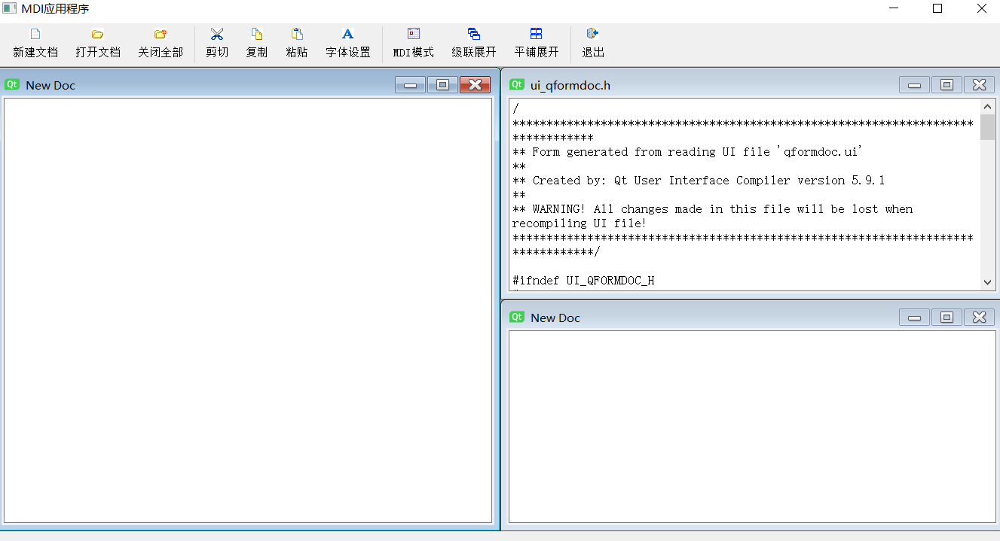 MDI应用程序
新建文档 打开文档 关闭全部 剪切 复制 粘贴 字体设置 MDI模式 级联展开 平铺展开 退出
Qt New Doc
Qt ui_qformdoc.h
/
********************************************************************
************
** Form generated from reading UI file 'qformdoc.ui'
**
** Created by: Qt User Interface Compiler version 5.9.1
**
** WARNING! All changes made in this file will be lost when
recompiling UI file!
********************************************************************
************/
#ifndef UI_QFORMDOC_H
Qt New Doc